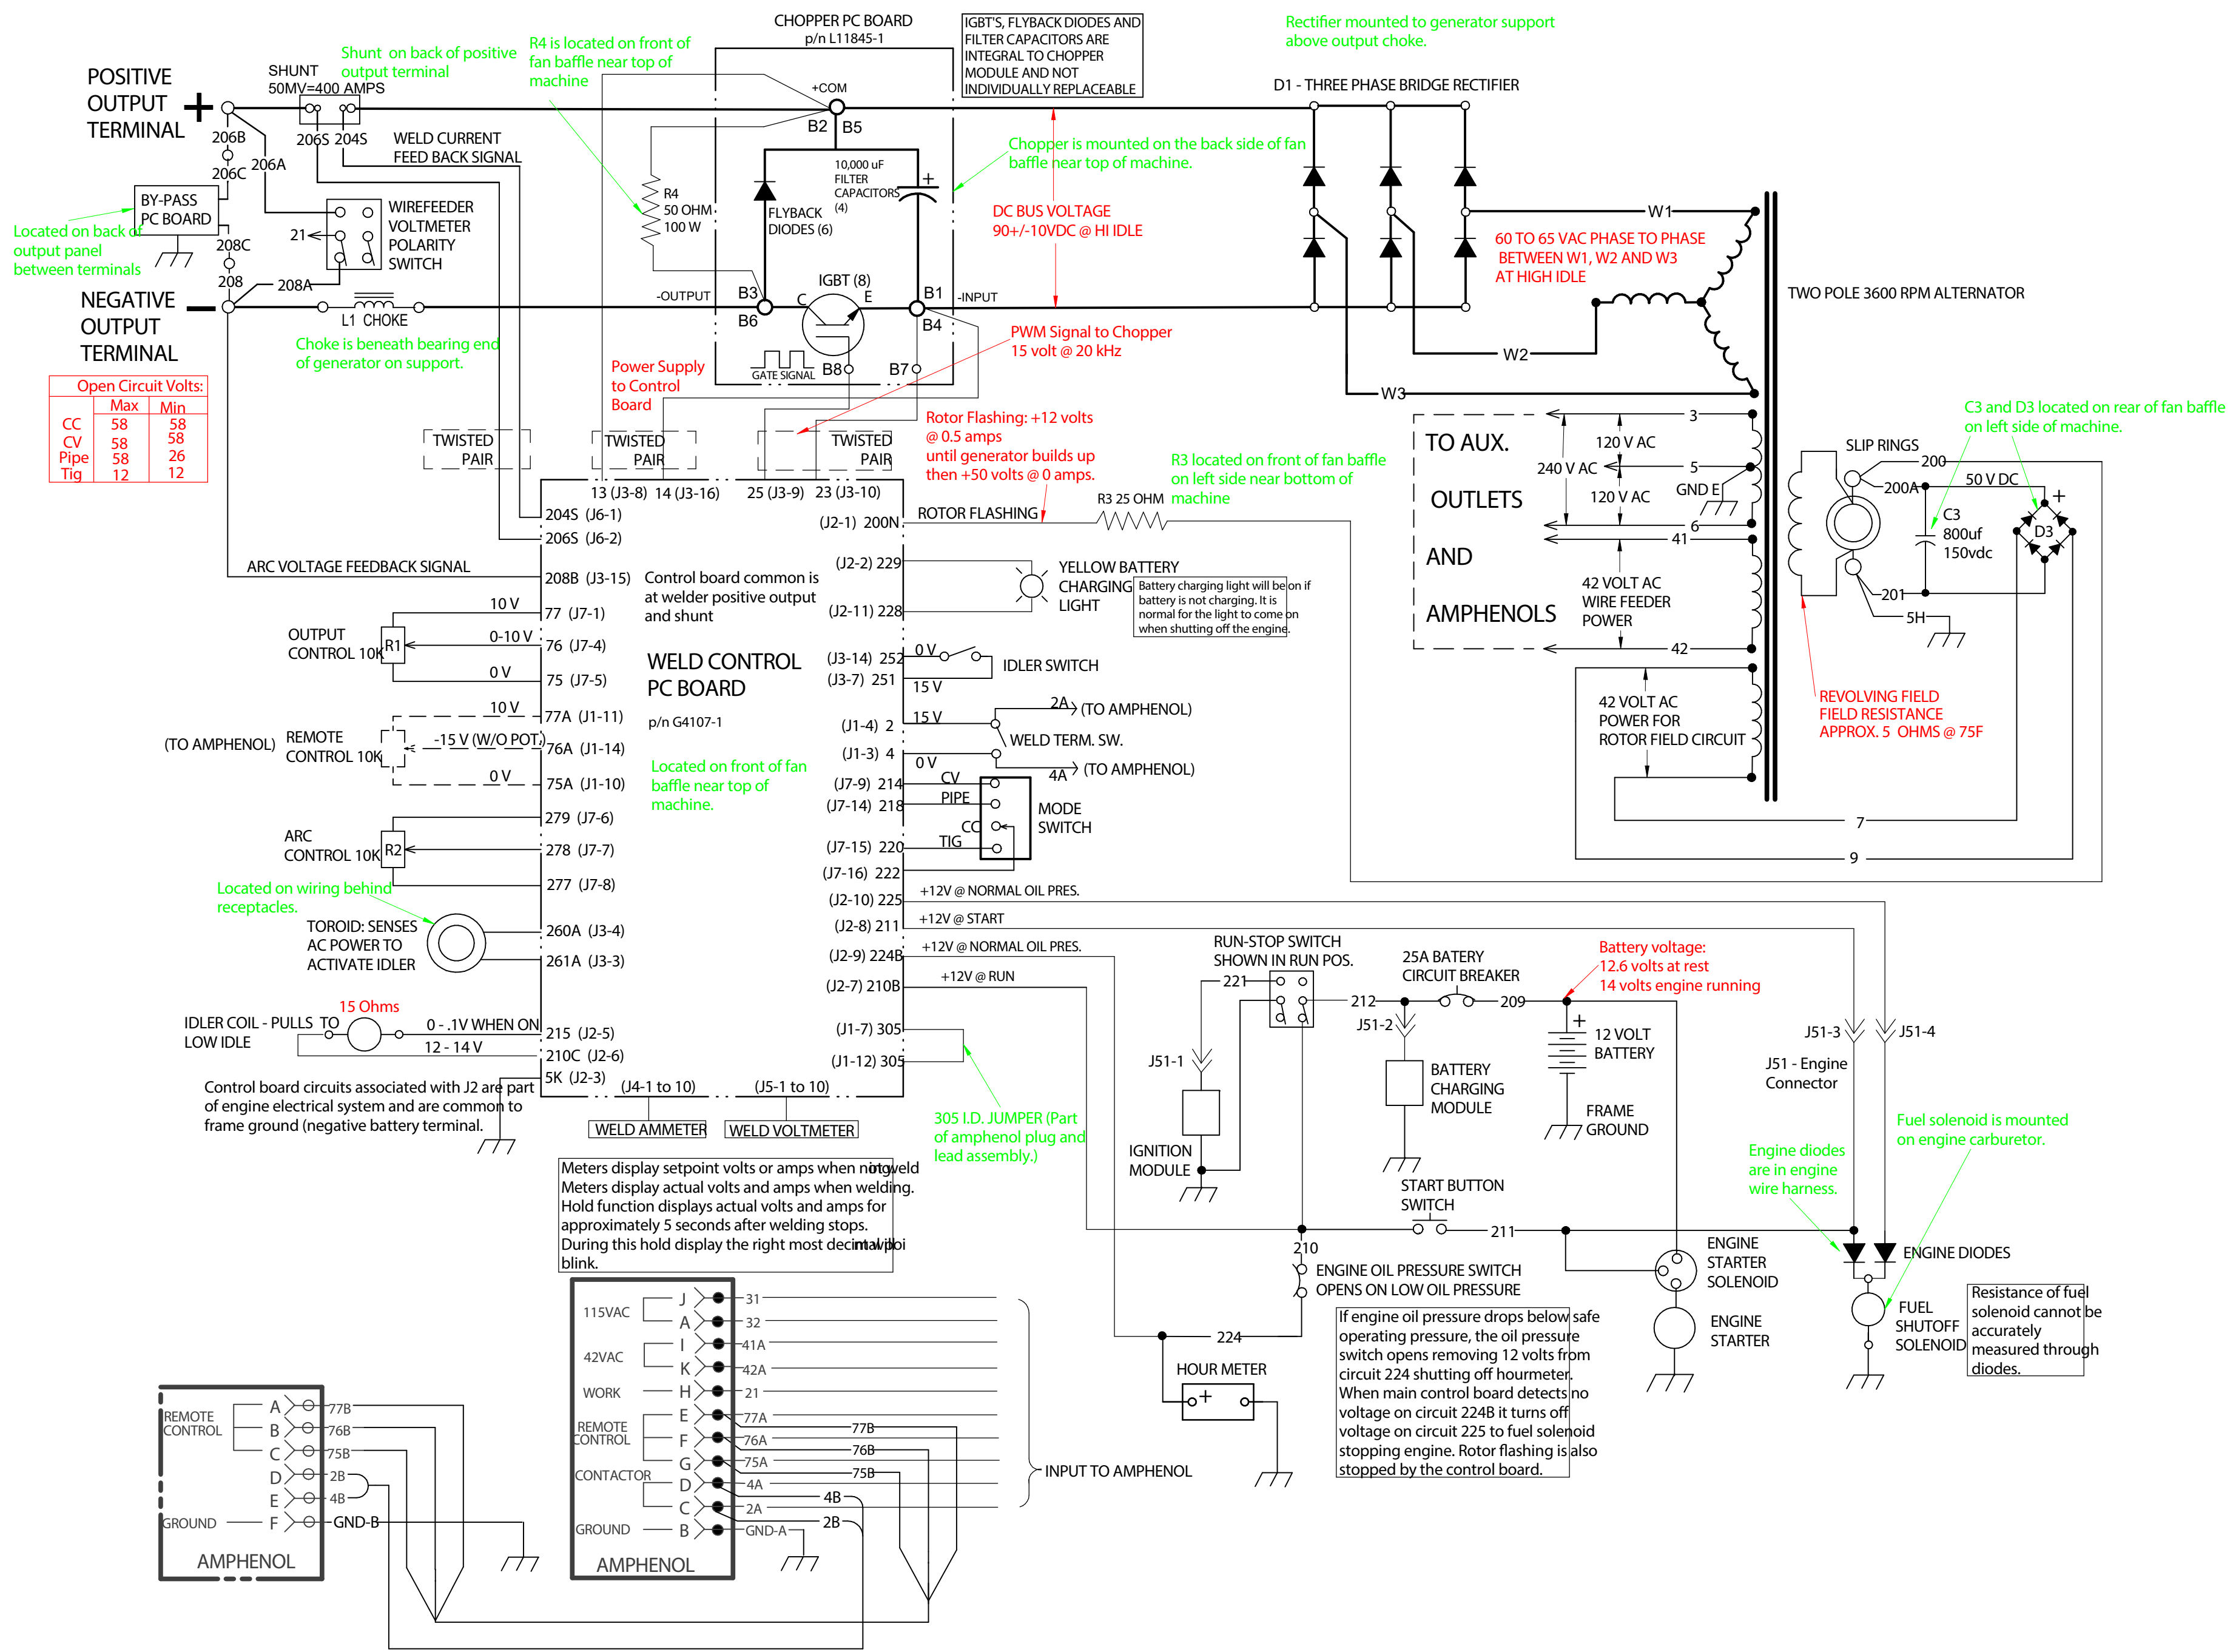 CHOPPER PC BOARD
p/n L11845-1
IGBT'S, FLYBACK DIODES AND
FILTER CAPACITORS ARE
INTEGRAL TO CHOPPER
MODULE AND NOT
INDIVIDUALLY REPLACEABLE
Rectifier mounted to generator support
above output choke.
D1 - THREE PHASE BRIDGE RECTIFIER
R4 is located on front of
fan baffle near top of
machine
Shunt on back of positive
output terminal
SHUNT
50MV=400 AMPS
POSITIVE
OUTPUT
TERMINAL
+
206B
206C
206A
206S
204S
WELD CURRENT
FEED BACK SIGNAL
BY-PASS
PC BOARD
Located on back of
output panel
between terminals
208C
208
208A
21
WIREFEEDER
VOLTMETER
POLARITY
SWITCH
NEGATIVE
OUTPUT
TERMINAL
L1 CHOKE
Choke is beneath bearing end
of generator on support.
Open Circuit Volts:
Max Min
CC 58 58
CV 58 58
Pipe 58 26
Tig 12 12
+COM
B2
B5
R4
50 OHM
100 W
10,000 uF
FILTER
CAPACITORS
(4)
+
FLYBACK
DIODES (6)
IGBT (8)
C
E
-OUTPUT
B3
B6
B1
B4
-INPUT
GATE SIGNAL
B8
B7
Chopper is mounted on the back side of fan
baffle near top of machine.
DC BUS VOLTAGE
90+/-10VDC @ HI IDLE
PWM Signal to Chopper
15 volt @ 20 kHz
Power Supply
to Control
Board
Rotor Flashing: +12 volts
@ 0.5 amps
until generator builds up
then +50 volts @ 0 amps.
W1
60 TO 65 VAC PHASE TO PHASE
BETWEEN W1, W2 AND W3
AT HIGH IDLE
W2
W3
TWO POLE 3600 RPM ALTERNATOR
TWISTED
PAIR
TWISTED
PAIR
TWISTED
PAIR
13 (J3-8)
14 (J3-16)
25 (J3-9)
23 (J3-10)
R3 located on front of fan baffle
on left side near bottom of
machine
R3 25 OHM
TO AUX.
OUTLETS
AND
AMPHENOLS
3
120 V AC
240 V AC
5
120 V AC
GND E
6
41
42 VOLT AC
WIRE FEEDER
POWER
42
42 VOLT AC
POWER FOR
ROTOR FIELD CIRCUIT
7
9
C3 and D3 located on rear of fan baffle
on left side of machine.
SLIP RINGS
200
200A
50 V DC
+
C3
800uf
150vdc
D3
201
5H
REVOLVING FIELD
FIELD RESISTANCE
APPROX. 5 OHMS @ 75F
204S (J6-1)
206S (J6-2)
ARC VOLTAGE FEEDBACK SIGNAL
208B (J3-15)
Control board common is
at welder positive output
and shunt
WELD CONTROL
PC BOARD
p/n G4107-1
Located on front of fan
baffle near top of
machine.
OUTPUT
CONTROL 10K
R1
10 V
0-10 V
0 V
77 (J7-1)
76 (J7-4)
75 (J7-5)
(TO AMPHENOL)
REMOTE
CONTROL 10K
10 V
-15 V (W/O POT.)
0 V
77A (J1-11)
76A (J1-14)
75A (J1-10)
ARC
CONTROL 10K
R2
279 (J7-6)
278 (J7-7)
277 (J7-8)
Located on wiring behind
receptacles.
TOROID: SENSES
AC POWER TO
ACTIVATE IDLER
260A (J3-4)
261A (J3-3)
15 Ohms
IDLER COIL - PULLS TO
LOW IDLE
0 - .1V WHEN ON
12 - 14 V
215 (J2-5)
210C (J2-6)
5K (J2-3)
Control board circuits associated with J2 are part
of engine electrical system and are common to
frame ground (negative battery terminal.
(J4-1 to 10)
(J5-1 to 10)
WELD AMMETER
WELD VOLTMETER
(J2-1) 200N
ROTOR FLASHING
(J2-2) 229
(J2-11) 228
YELLOW BATTERY
CHARGING
LIGHT
Battery charging light will be on if
battery is not charging. It is
normal for the light to come on
when shutting off the engine.
(J3-14) 252
0 V
(J3-7) 251
15 V
IDLER SWITCH
(J1-4) 2
15 V
2A
(TO AMPHENOL)
WELD TERM. SW.
(J1-3) 4
0 V
4A
(TO AMPHENOL)
(J7-9) 214
CV
(J7-14) 218
PIPE
CC
(J7-15) 220
TIG
(J7-16) 222
MODE
SWITCH
(J2-10) 225
+12V @ NORMAL OIL PRES.
(J2-8) 211
+12V @ START
(J2-9) 224B
+12V @ NORMAL OIL PRES.
(J2-7) 210B
+12V @ RUN
(J1-7) 305
(J1-12) 305
305 I.D. JUMPER (Part
of amphenol plug and
lead assembly.)
RUN-STOP SWITCH
SHOWN IN RUN POS.
221
212
25A BATERY
CIRCUIT BREAKER
209
Battery voltage:
12.6 volts at rest
14 volts engine running
J51-1
J51-2
IGNITION
MODULE
BATTERY
CHARGING
MODULE
+
12 VOLT
BATTERY
FRAME
GROUND
J51-3
J51-4
J51 - Engine
Connector
Fuel solenoid is mounted
on engine carburetor.
Engine diodes
are in engine
wire harness.
START BUTTON
SWITCH
211
210
ENGINE OIL PRESSURE SWITCH
OPENS ON LOW OIL PRESSURE
224
HOUR METER
+
If engine oil pressure drops below safe
operating pressure, the oil pressure
switch opens removing 12 volts from
circuit 224 shutting off hourmeter.
When main control board detects no
voltage on circuit 224B it turns off
voltage on circuit 225 to fuel solenoid
stopping engine. Rotor flashing is also
stopped by the control board.
ENGINE
STARTER
SOLENOID
ENGINE
STARTER
ENGINE DIODES
FUEL
SHUTOFF
SOLENOID
Resistance of fuel
solenoid cannot be
accurately
measured through
diodes.
Meters display setpoint volts or amps when not
Meters display actual volts and amps when welding.
Hold function displays actual volts and amps for
approximately 5 seconds after welding stops.
During this hold display the right most decimal
blink.
115VAC
J 31
A 32
42VAC
I 41A
K 42A
WORK
H 21
REMOTE
CONTROL
E 77A
F 76A
G 75A
CONTACTOR
D 4A
C 2A
GROUND
B GND-A
AMPHENOL
77B
76B
75B
4B
2B
INPUT TO AMPHENOL
REMOTE
CONTROL
A 77B
B 76B
C 75B
D 2B
E 4B
GROUND
F GND-B
AMPHENOL